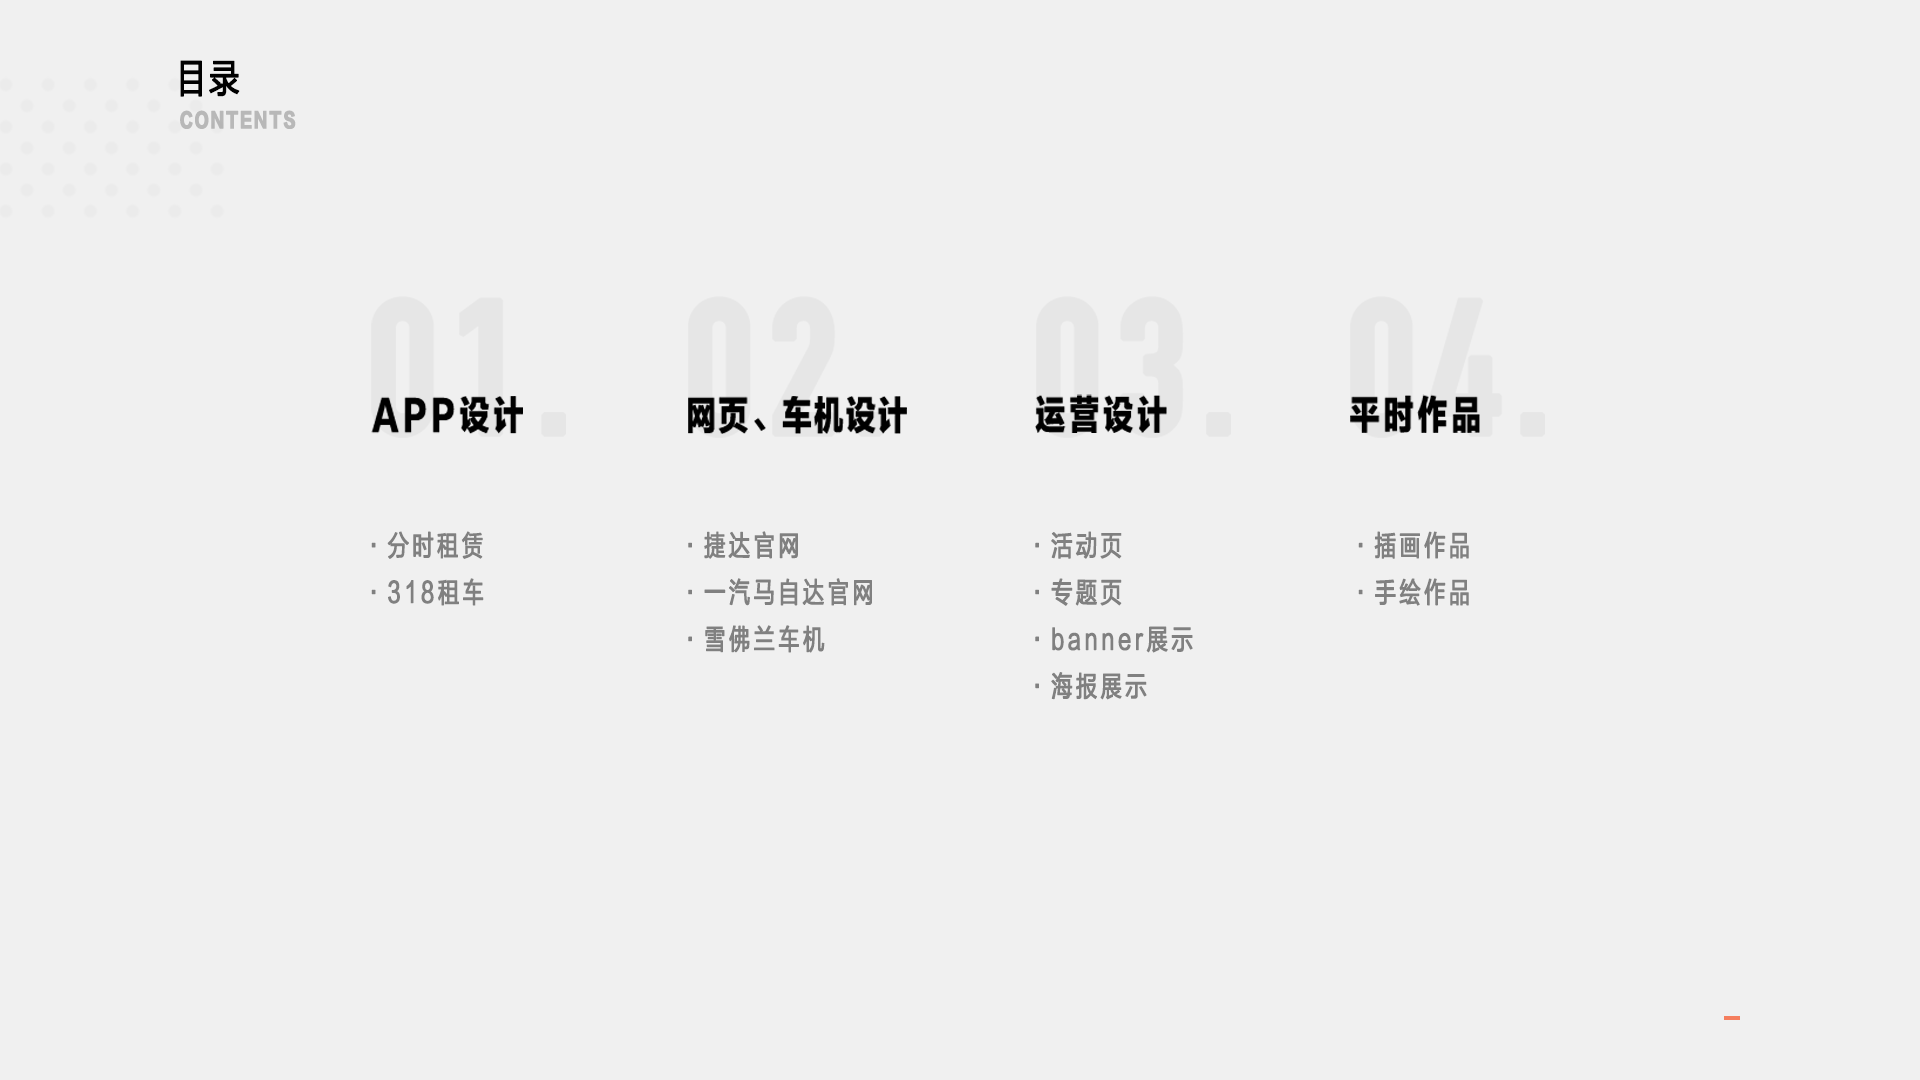 目录
CONTENTS
01.
APP设计
· 分时租赁
· 318租车
02.
网页、车机设计
· 捷达官网
· 一汽马自达官网
· 雪佛兰车机
03.
运营设计
· 活动页
· 专题页
· banner展示
· 海报展示
04.
平时作品
· 插画作品
· 手绘作品